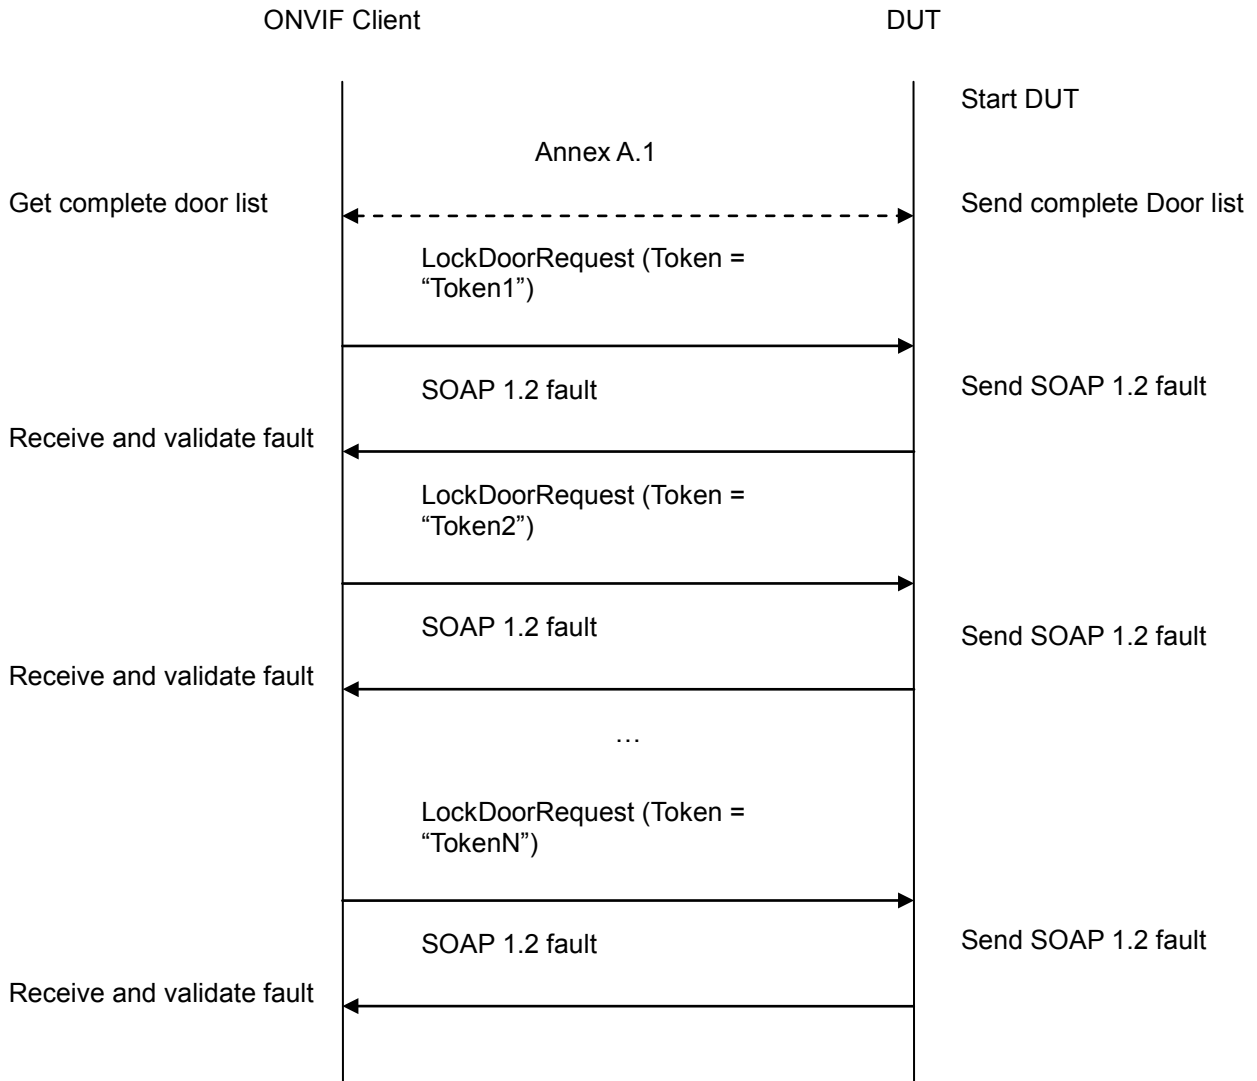 ONVIF Client
DUT
Start DUT
Annex A.1
Get complete door list
Send complete Door list
LockDoorRequest (Token =
“Token1”)
SOAP 1.2 fault
Send SOAP 1.2 fault
Receive and validate fault
LockDoorRequest (Token =
“Token2”)
SOAP 1.2 fault
Send SOAP 1.2 fault
Receive and validate fault
…
LockDoorRequest (Token =
“TokenN”)
SOAP 1.2 fault
Send SOAP 1.2 fault
Receive and validate fault